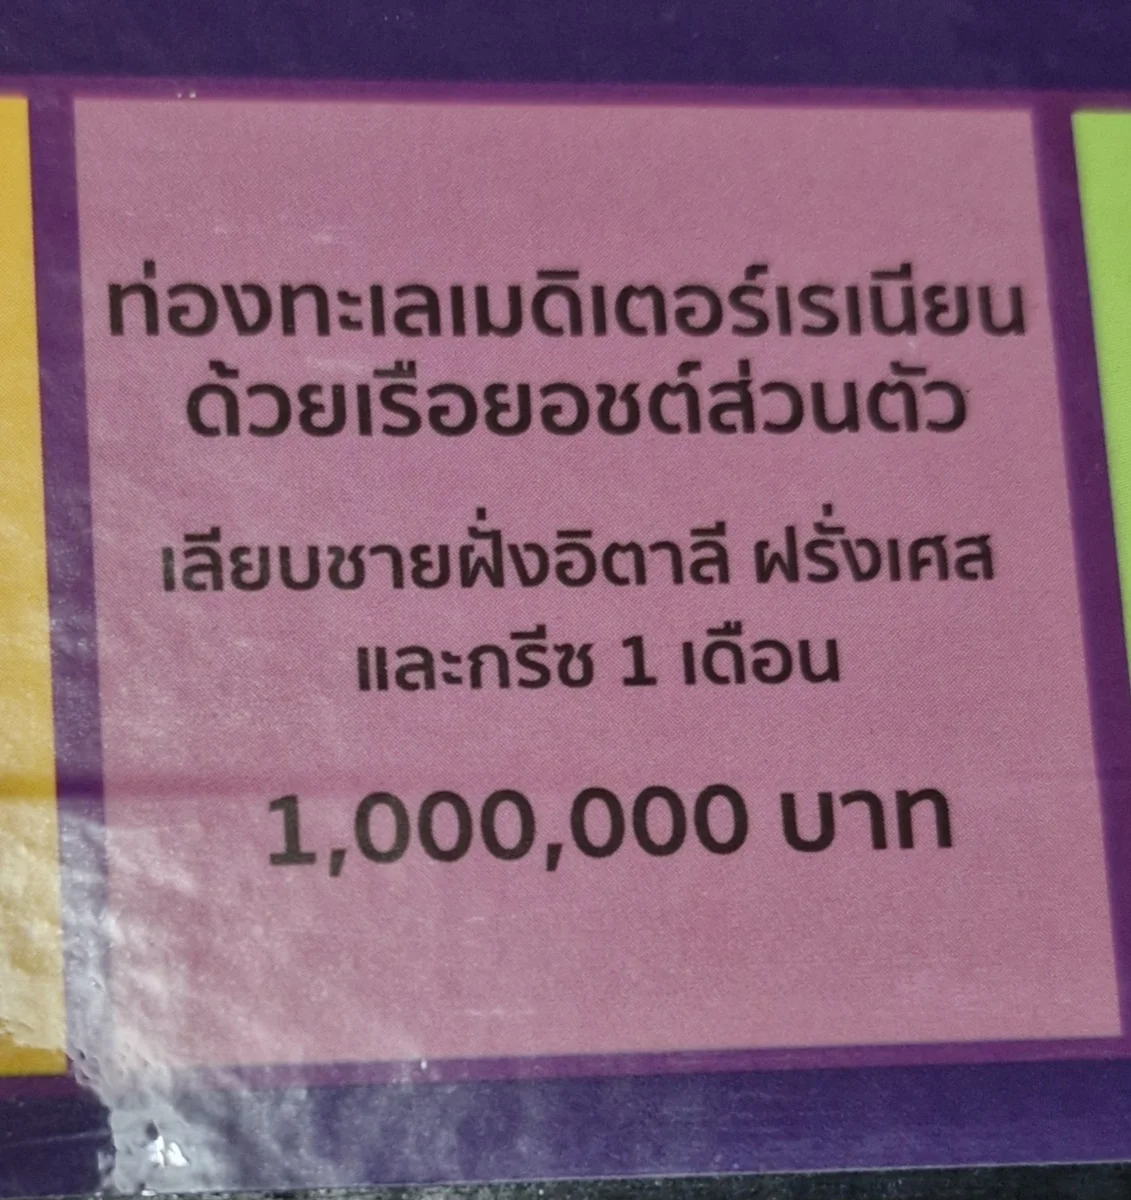 ท่องทะเลเมดิเตอร์เรเนียน
ด้วยเรือยอชต์ส่วนตัว
เลียบชายฝั่งอิตาลี ฝรั่งเศส
และกรีซ 1 เดือน
1,000,000 บาท